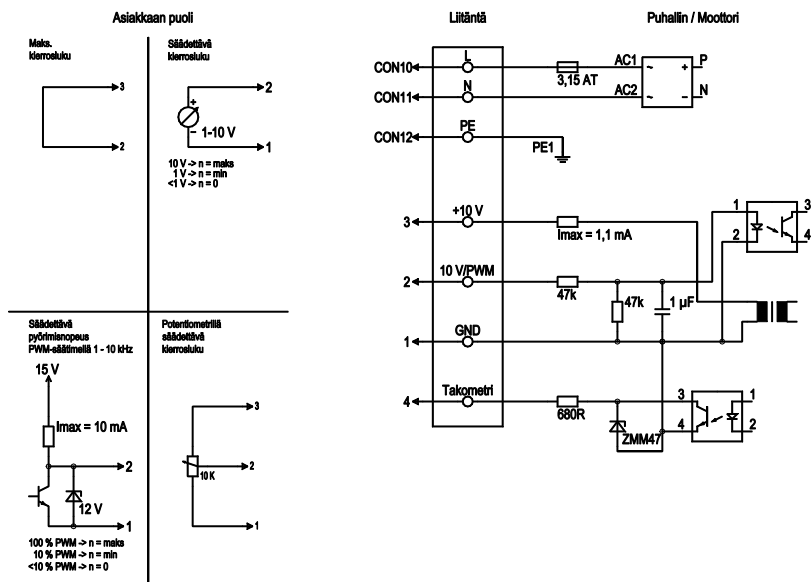 Asiakkaan puoli
Maks.
kierrosluku
3
2
Säädettävä
kierrosluku
2
+
–
1-10 V
1
10 V -> n = maks
1 V -> n = min
<1 V -> n = 0
Säädettävä
pyörimisnopeus
PWM-säätimellä 1 - 10 kHz
15 V
Imax = 10 mA
2
12 V
1
100 % PWM -> n = maks
10 % PWM -> n = min
<10 % PWM -> n = 0
Potentiometrillä
säädettävä
kierrosluku
3
2
10 K
1
Liitäntä
Puhallin / Moottori
CON10
L
3,15 AT
AC1
~
+
P
CON11
N
AC2
~
–
N
CON12
PE
PE1
3
+10 V
Imax = 1,1 mA
1
2
3
4
2
10 V/PWM
47k
47k
1 µF
1
GND
4
Takometri
680R
ZMM47
3
4
1
2